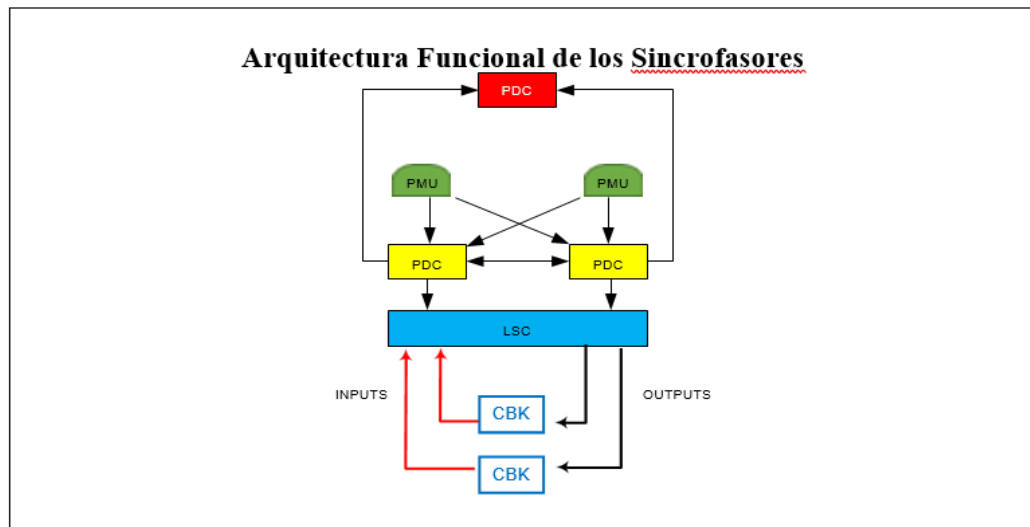 Arquitectura Funcional de los Sincrofasores
PDC
PMU PMU
PDC PDC
LSC
INPUTS OUTPUTS
CBK
CBK